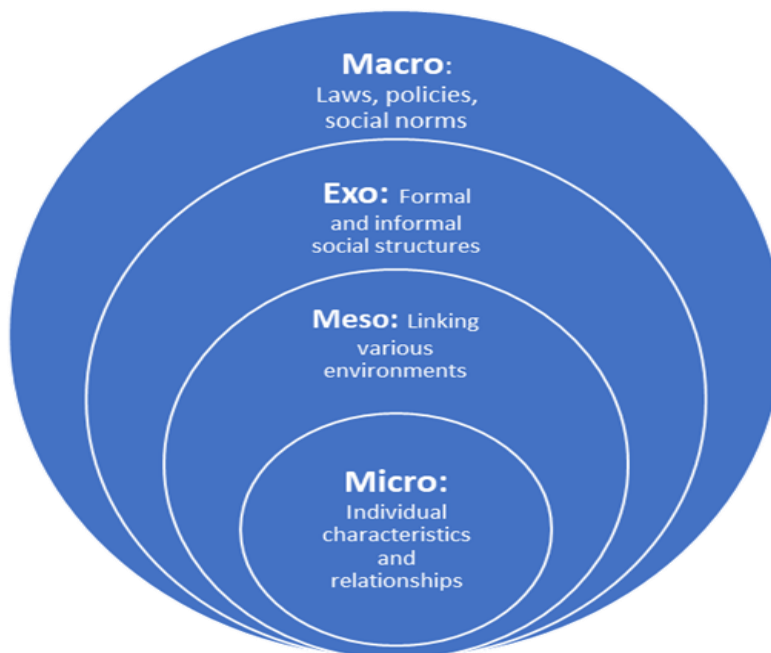 Macro:
Laws, policies,
social norms
Exo: Formal
and informal
social structures
Meso: Linking
various
environments
Micro:
Individual
characteristics
and
relationships